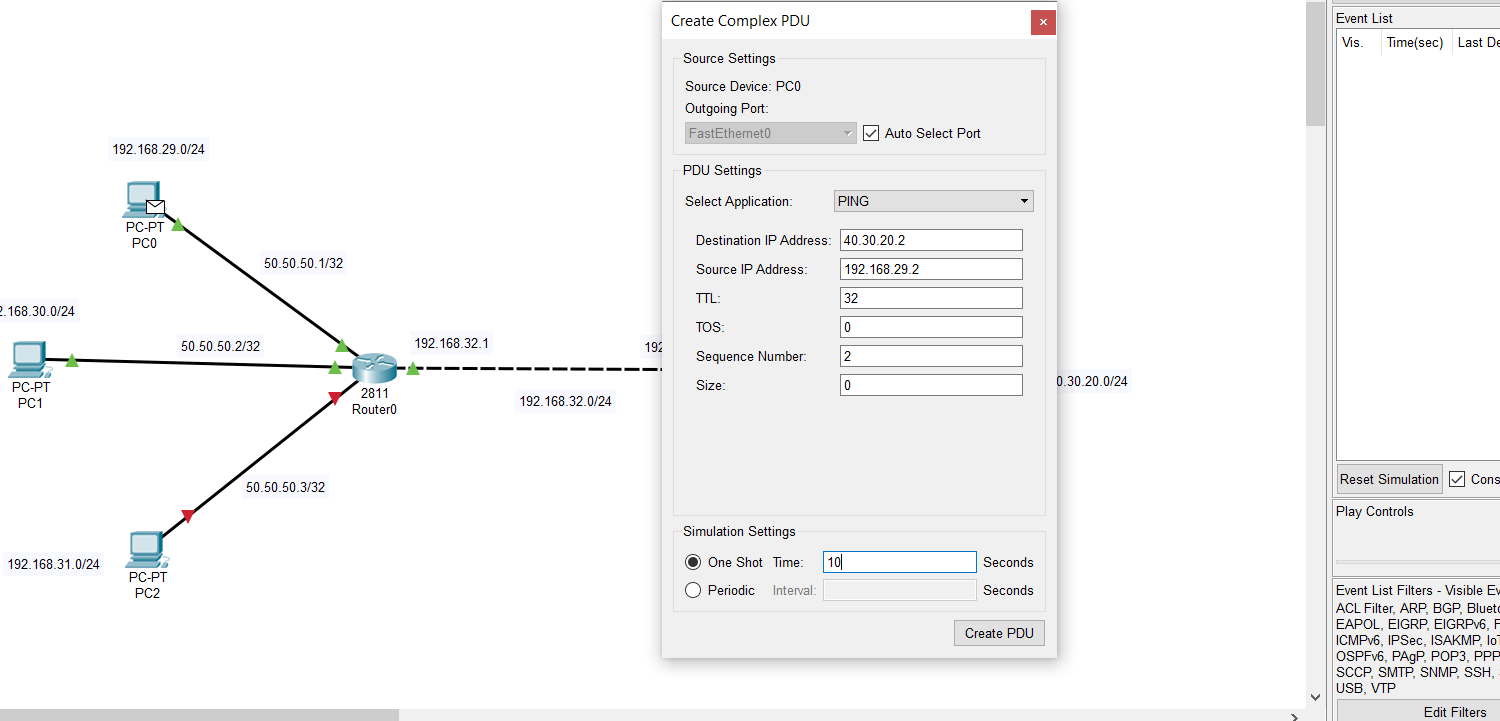 Create Complex PDU
×
Source Settings
Source Device: PC0
Outgoing Port:
FastEthernet0
Auto Select Port
PDU Settings
Select Application: PING
Destination IP Address: 40.30.20.2
Source IP Address: 192.168.29.2
TTL: 32
TOS: 0
Sequence Number: 2
Size: 0
Simulation Settings
One Shot Time: 10 Seconds
Periodic Interval: Seconds
Create PDU
192.168.29.0/24
PC-PT
PC0
50.50.50.1/32
2.168.30.0/24
50.50.50.2/32
PC-PT
PC1
192.168.32.1
192
2811
Router0
192.168.32.0/24
0.30.20.0/24
50.50.50.3/32
192.168.31.0/24
PC-PT
PC2
Event List
Vis. Time(sec) Last De
Reset Simulation Cons
Play Controls
Event List Filters - Visible Ev
ACL Filter, ARP, BGP, Blueto
EAPOL, EIGRP, EIGRPv6, F
ICMPv6, IPSec, ISAKMP, IoT
OSPFv6, PAgP, POP3, PPP
SCCP, SMTP, SNMP, SSH,
USB, VTP
Edit Filters